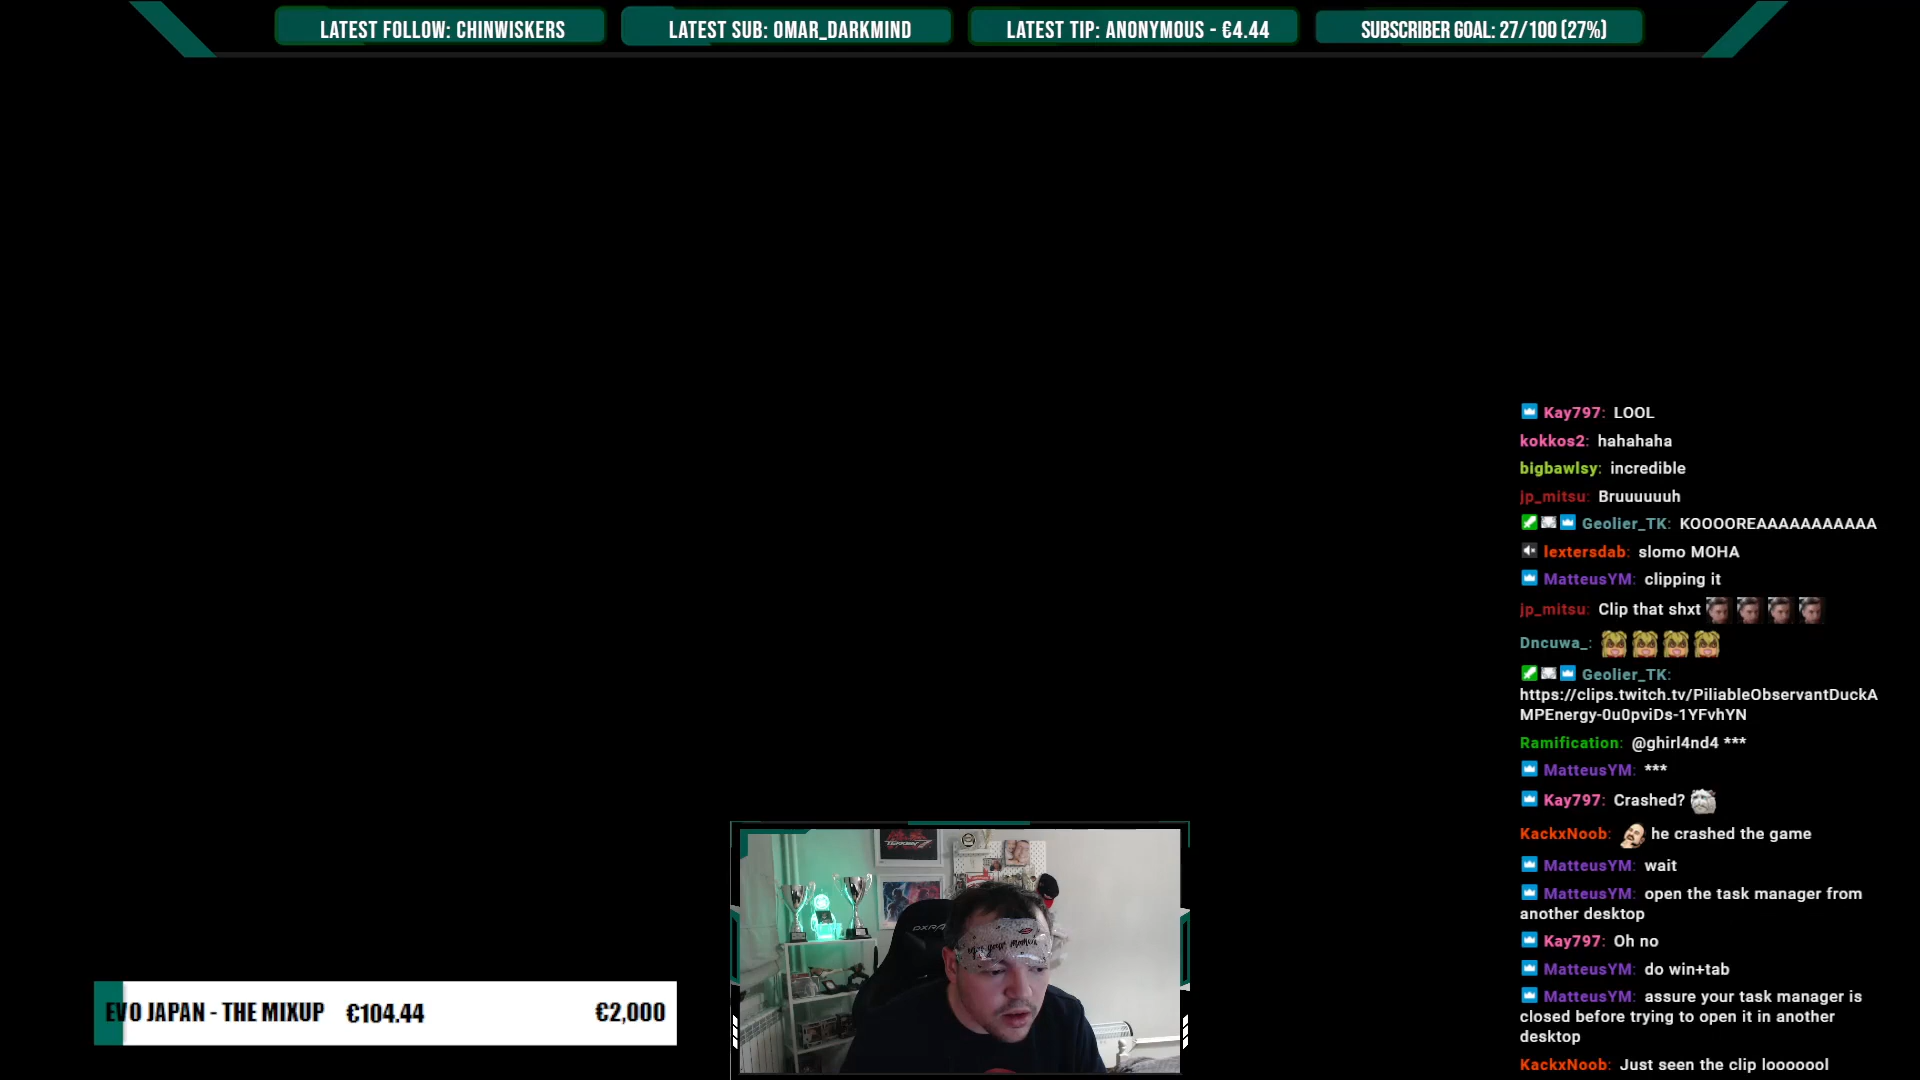 LATEST FOLLOW: CHINWISKERS
LATEST SUB: OMAR_DARKMIND
LATEST TIP: ANONYMOUS - €4.44
SUBSCRIBER GOAL: 27/100 (27%)
Kay797: LOOL
kokkos2: hahahaha
bigbawlsy: incredible
jp_mitsu: Bruuuuuuh
Geolier_TK: KOOOOREAAAAAAAAAAA
lextersdab: slomo MOHA
MatteusYM: clipping it
jp_mitsu: Clip that shxt
Dncuwa_:
Geolier_TK:
https://clips.twitch.tv/PiliableObservantDuckA
MPEnergy-0u0pviDs-1YFvhYN
Ramification: @ghirl4nd4 ***
MatteusYM: ***
Kay797: Crashed?
KackxNoob: he crashed the game
MatteusYM: wait
MatteusYM: open the task manager from
another desktop
Kay797: Oh no
MatteusYM: do win+tab
MatteusYM: assure your task manager is
closed before trying to open it in another
desktop
KackxNoob: Just seen the clip looooool
EVO JAPAN - THE MIXUP €104.44 €2,000